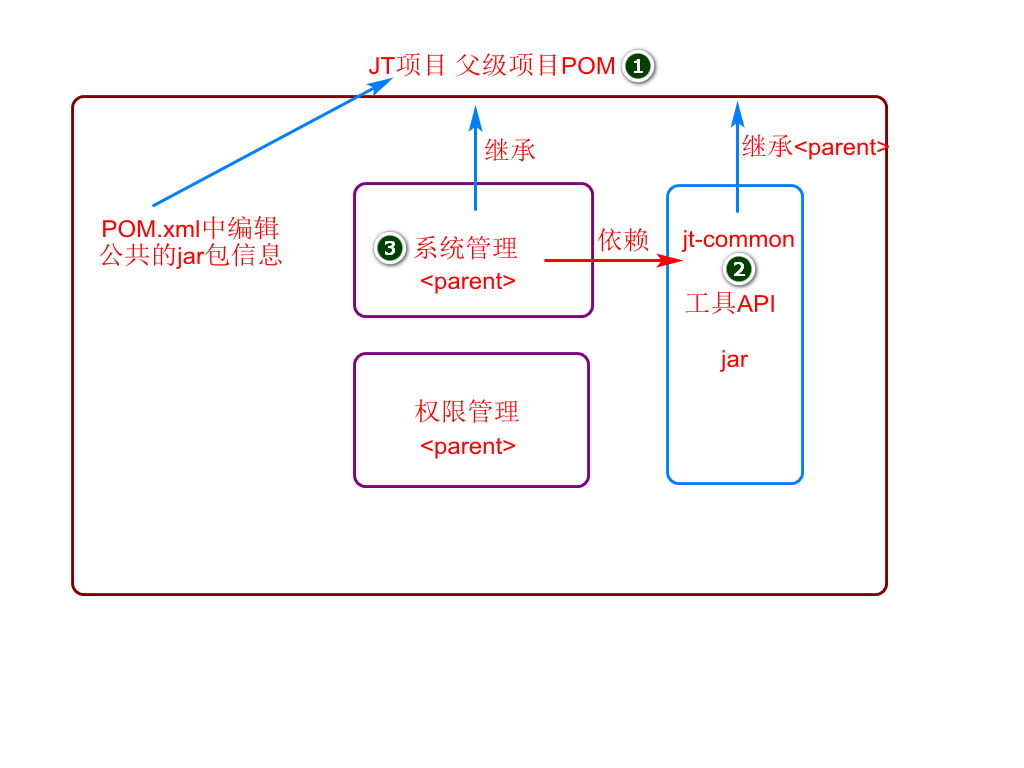 JT项目 父级项目POM 1
继承
继承<parent>
POM.xml中编辑
公共的jar包信息
3 系统管理
<parent>
依赖
jt-common
2
工具API
jar
权限管理
<parent>